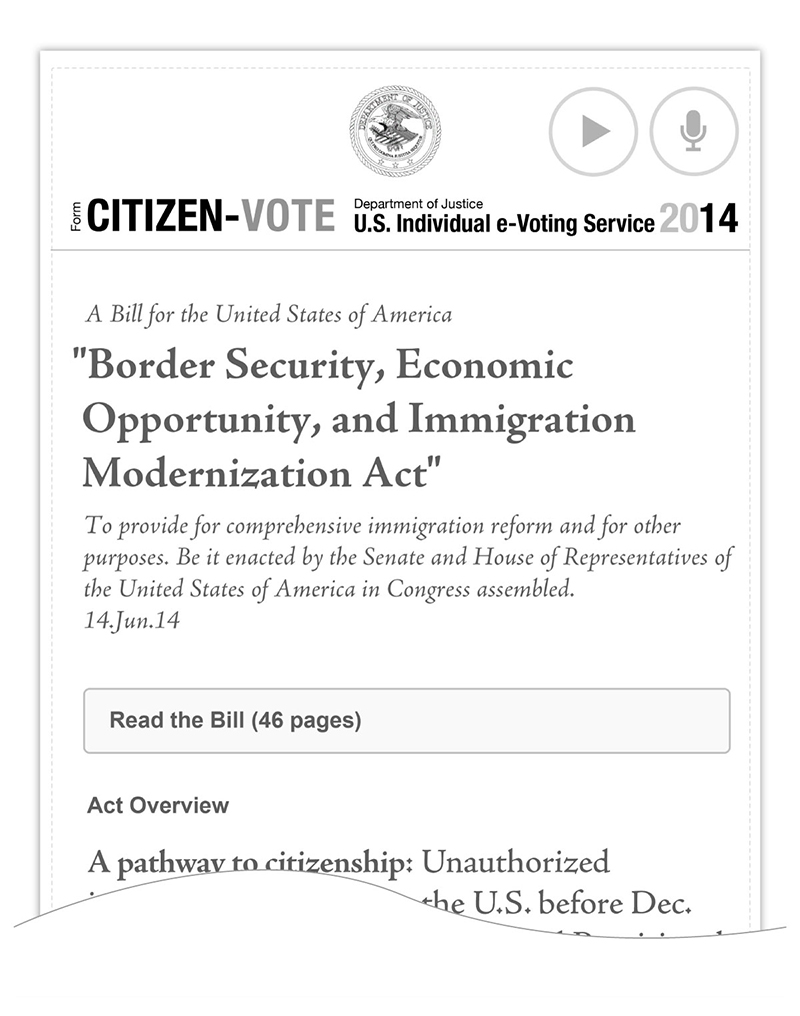 DEPARTMENT OF JUSTICE
Form CITIZEN-VOTE
Department of Justice
U.S. Individual e-Voting Service 2014
A Bill for the United States of America
"Border Security, Economic
Opportunity, and Immigration
Modernization Act"
To provide for comprehensive immigration reform and for other
purposes. Be it enacted by the Senate and House of Representatives of
the United States of America in Congress assembled.
14.Jun.14
Read the Bill (46 pages)
Act Overview
A pathway to citizenship: Unauthorized
the U.S. before Dec.